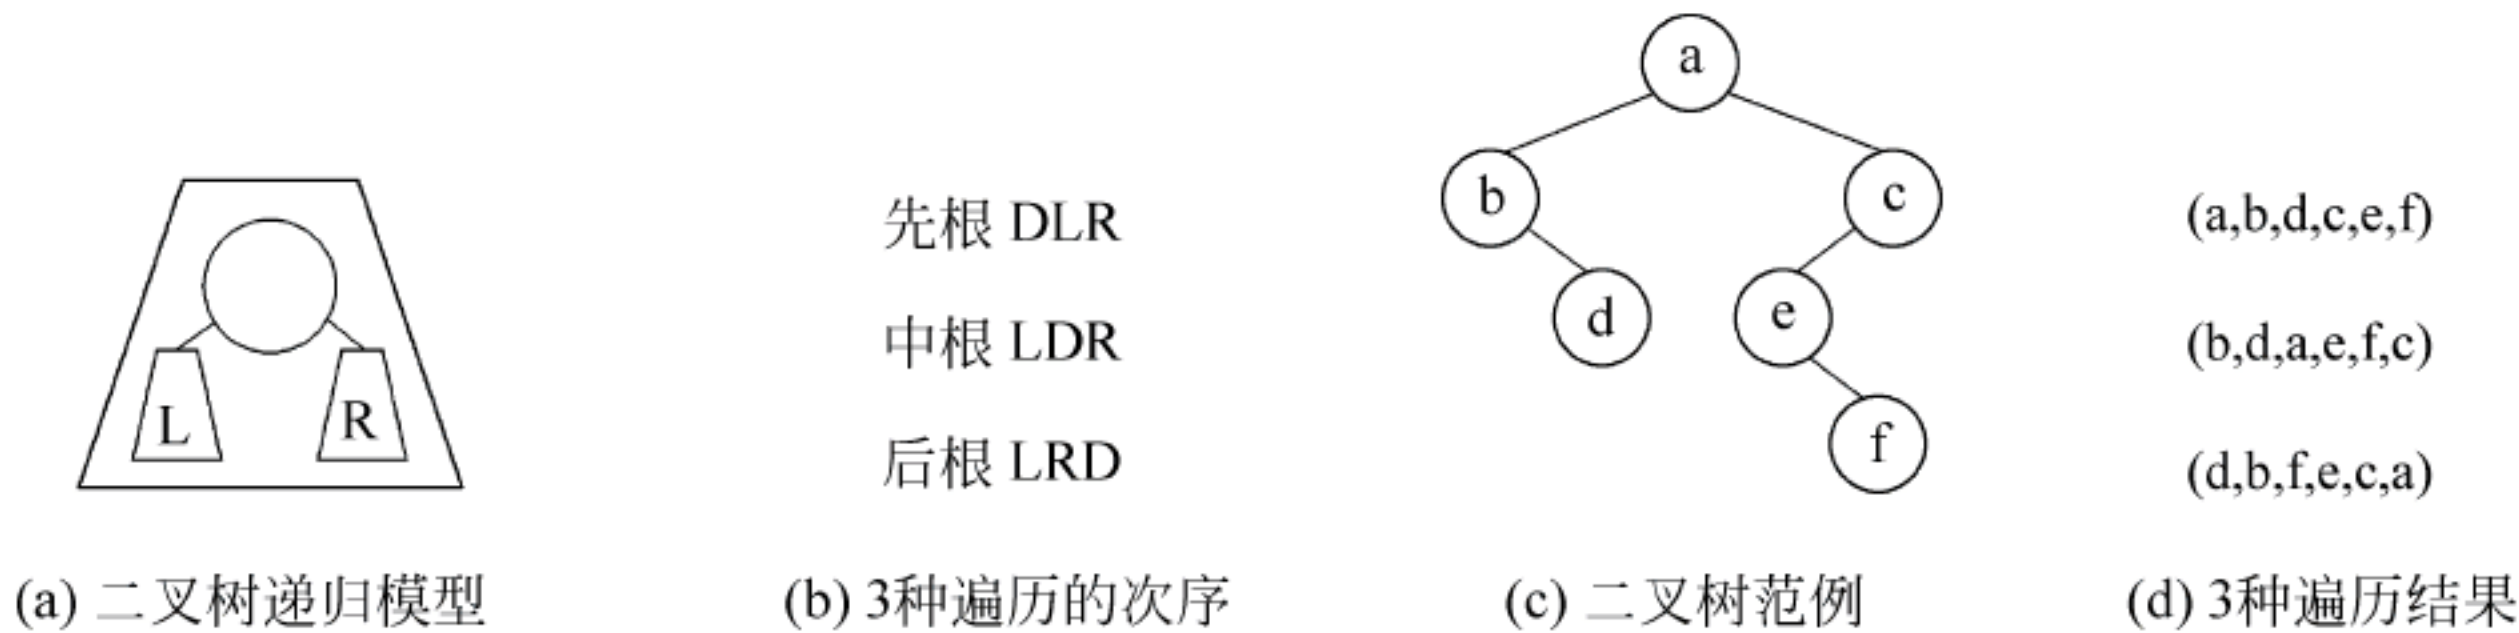 L
R
(a) 二叉树递归模型
先根 DLR
中根 LDR
后根 LRD
(b) 3种遍历的次序
a
b
c
d
e
f
(c) 二叉树范例
(a,b,d,c,e,f)
(b,d,a,e,f,c)
(d,b,f,e,c,a)
(d) 3种遍历结果